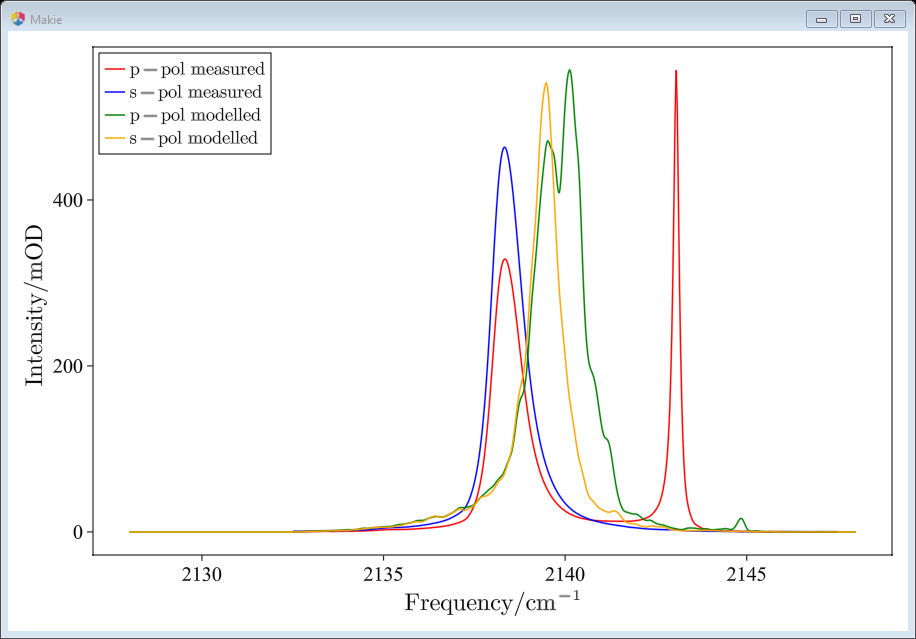 Makie
p − pol measured
s − pol measured
p − pol modelled
s − pol modelled
400
200
0
Intensity/mOD
2130 2135 2140 2145
Frequency/cm⁻¹